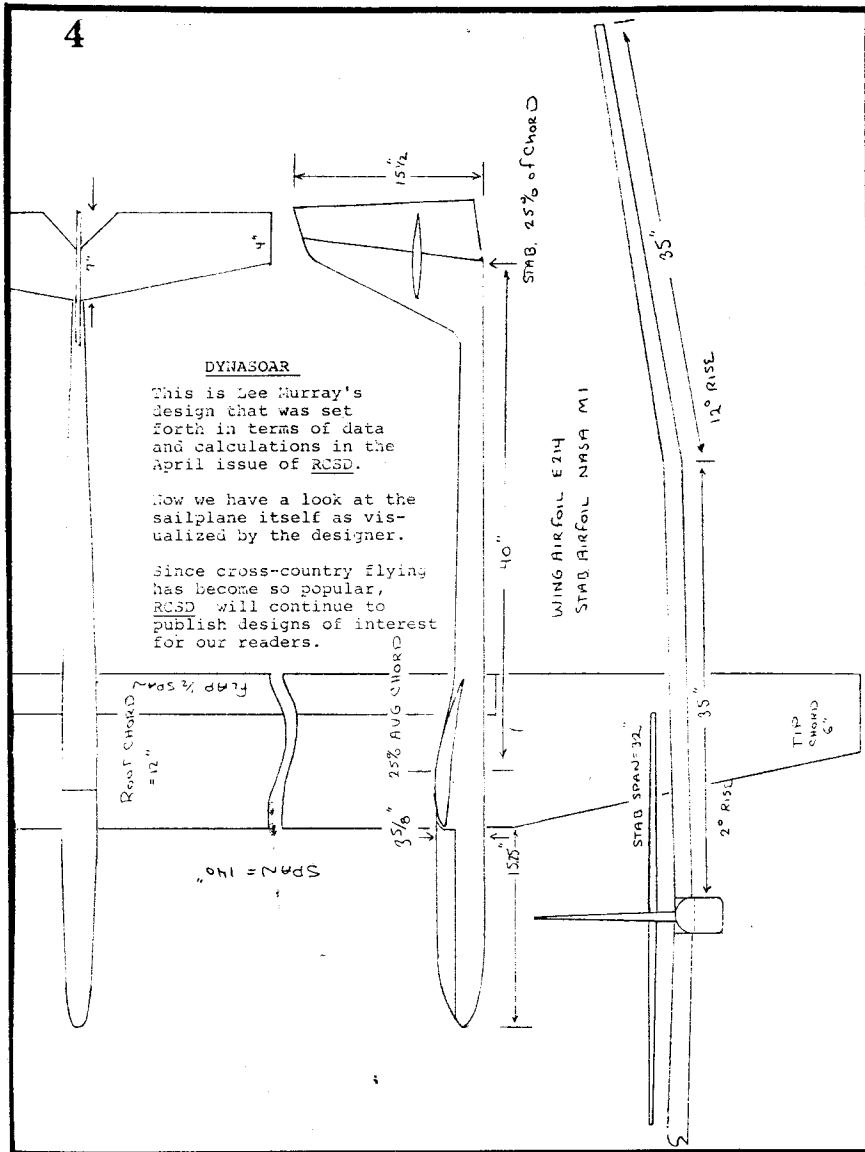 4
15 1/2"
STAB. 25% of CHORD
7"
4"
35"
12° RISE
DYNASOAR
This is Lee Murray's
design that was set
forth in terms of data
and calculations in the
April issue of RCSD.
Now we have a look at the
sailplane itself as vis-
ualized by the designer.
Since cross-country flying
has become so popular,
RCSD will continue to
publish designs of interest
for our readers.
40"
WING AIRFOIL E214
STAB AIRFOIL NASA M1
FLAP 1/2 SPAN
ROOT CHORD
=12"
25% AVG CHORD
35"
TIP
CHORD
6"
STAB SPAN=32"
2° RISE
3 5/8"
15.25"
SPAN = 140"